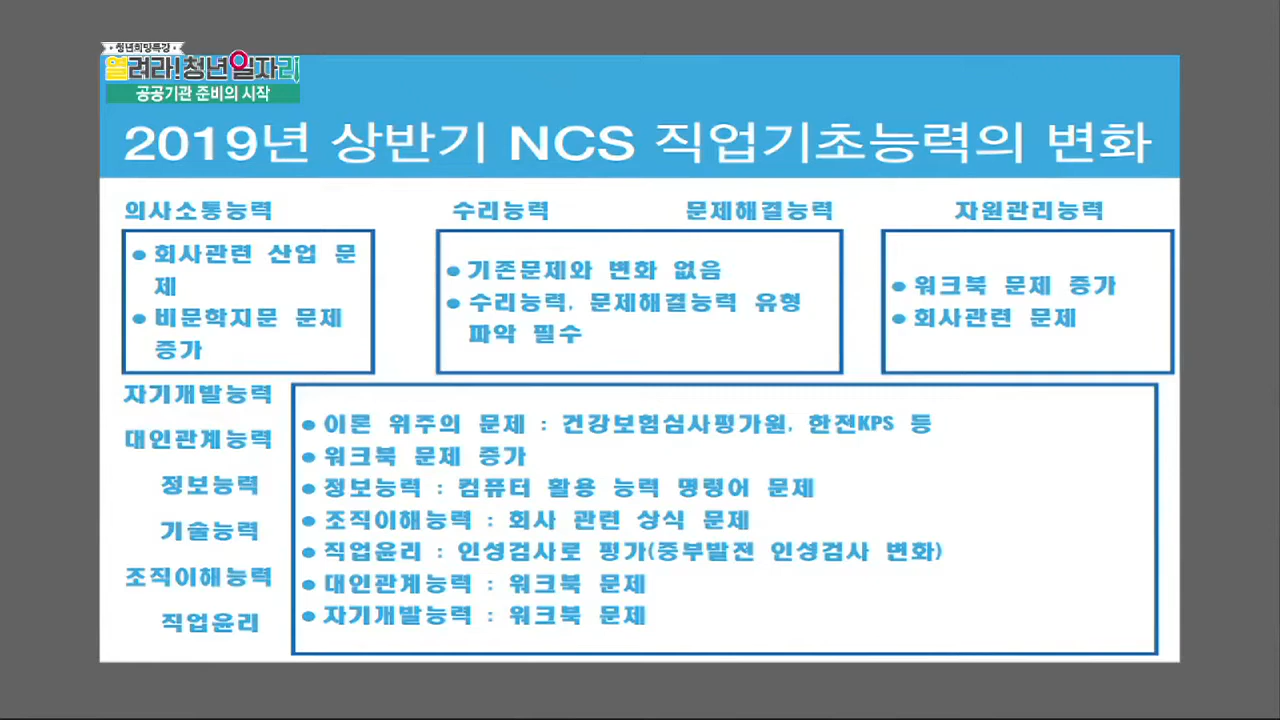 청년희망특강
열려라!청년일자리
공공기관 준비의 시작
2019년 상반기 NCS 직업기초능력의 변화
의사소통능력
● 회사관련 산업 문
제
● 비문학지문 문제
증가
수리능력 문제해결능력
● 기존문제와 변화 없음
● 수리능력, 문제해결능력 유형
파악 필수
자원관리능력
● 워크북 문제 증가
● 회사관련 문제
자기개발능력
대인관계능력
정보능력
기술능력
조직이해능력
직업윤리
● 이론 위주의 문제 : 건강보험심사평가원, 한전KPS 등
● 워크북 문제 증가
● 정보능력 : 컴퓨터 활용 능력 명령어 문제
● 조직이해능력 : 회사 관련 상식 문제
● 직업윤리 : 인성검사로 평가(중부발전 인성검사 변화)
● 대인관계능력 : 워크북 문제
● 자기개발능력 : 워크북 문제